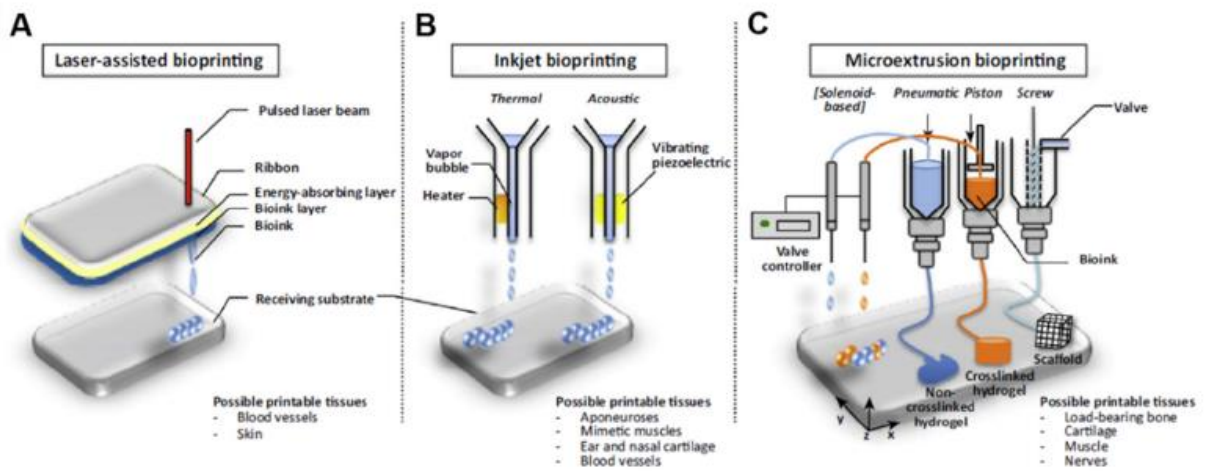 A
Laser-assisted bioprinting
Pulsed laser beam
Ribbon
Energy-absorbing layer
Bioink layer
Bioink
Receiving substrate
Possible printable tissues
- Blood vessels
- Skin
B
Inkjet bioprinting
Thermal
Acoustic
Vapor
bubble
Heater
Vibrating
piezoelectric
Possible printable tissues
- Aponeuroses
- Mimetic muscles
- Ear and nasal cartilage
- Blood vessels
C
Microextrusion bioprinting
[Solenoid-
based]
Pneumatic
Piston
Screw
Valve
Valve
controller
Bioink
Scaffold
Crosslinked
hydrogel
Non-
crosslinked
hydrogel
y
z
x
Possible printable tissues
- Load-bearing bone
- Cartilage
- Muscle
- Nerves